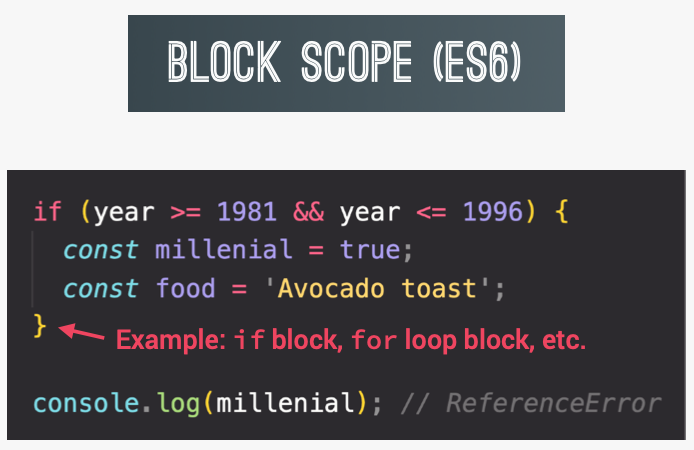 BLOCK SCOPE (ES6)
if (year >= 1981 && year <= 1996) {
  const millenial = true;
  const food = 'Avocado toast';
}
Example: if block, for loop block, etc.
console.log(millenial); // ReferenceError